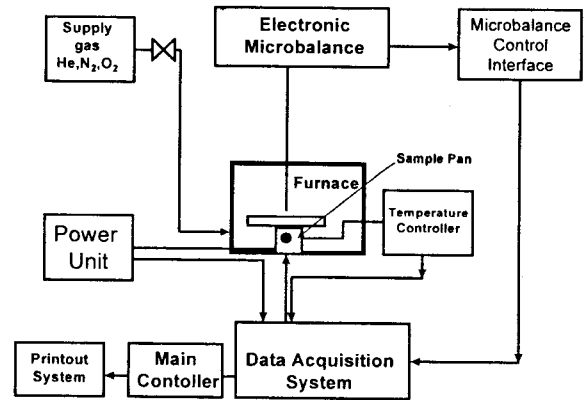 Supply
gas
He,N₂,O₂
Electronic
Microbalance
Microbalance
Control
Interface
Sample Pan
Furnace
Temperature
Controller
Power
Unit
Data Acquisition
System
Main
Contoller
Printout
System